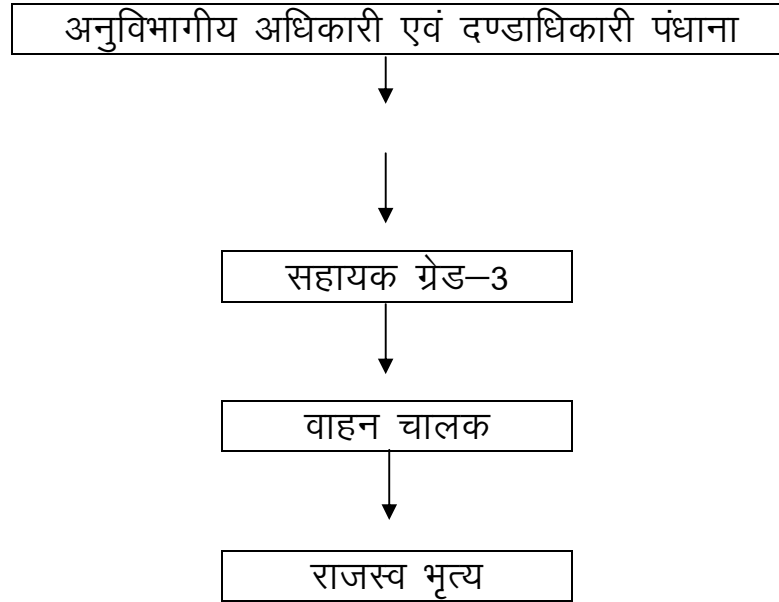 अनुविभागीय अधिकारी एवं दण्डाधिकारी पंधाना
सहायक ग्रेड–3
वाहन चालक
राजस्व भृत्य